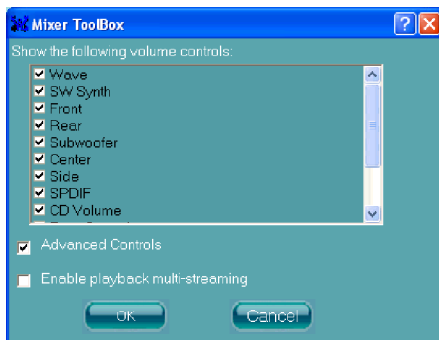 Mixer ToolBox
Show the following volume controls:
Wave
SW Synth
Front
Rear
Subwoofer
Center
Side
SPDIF
CD Volume
Advanced Controls
Enable playback multi-streaming
OK
Cancel